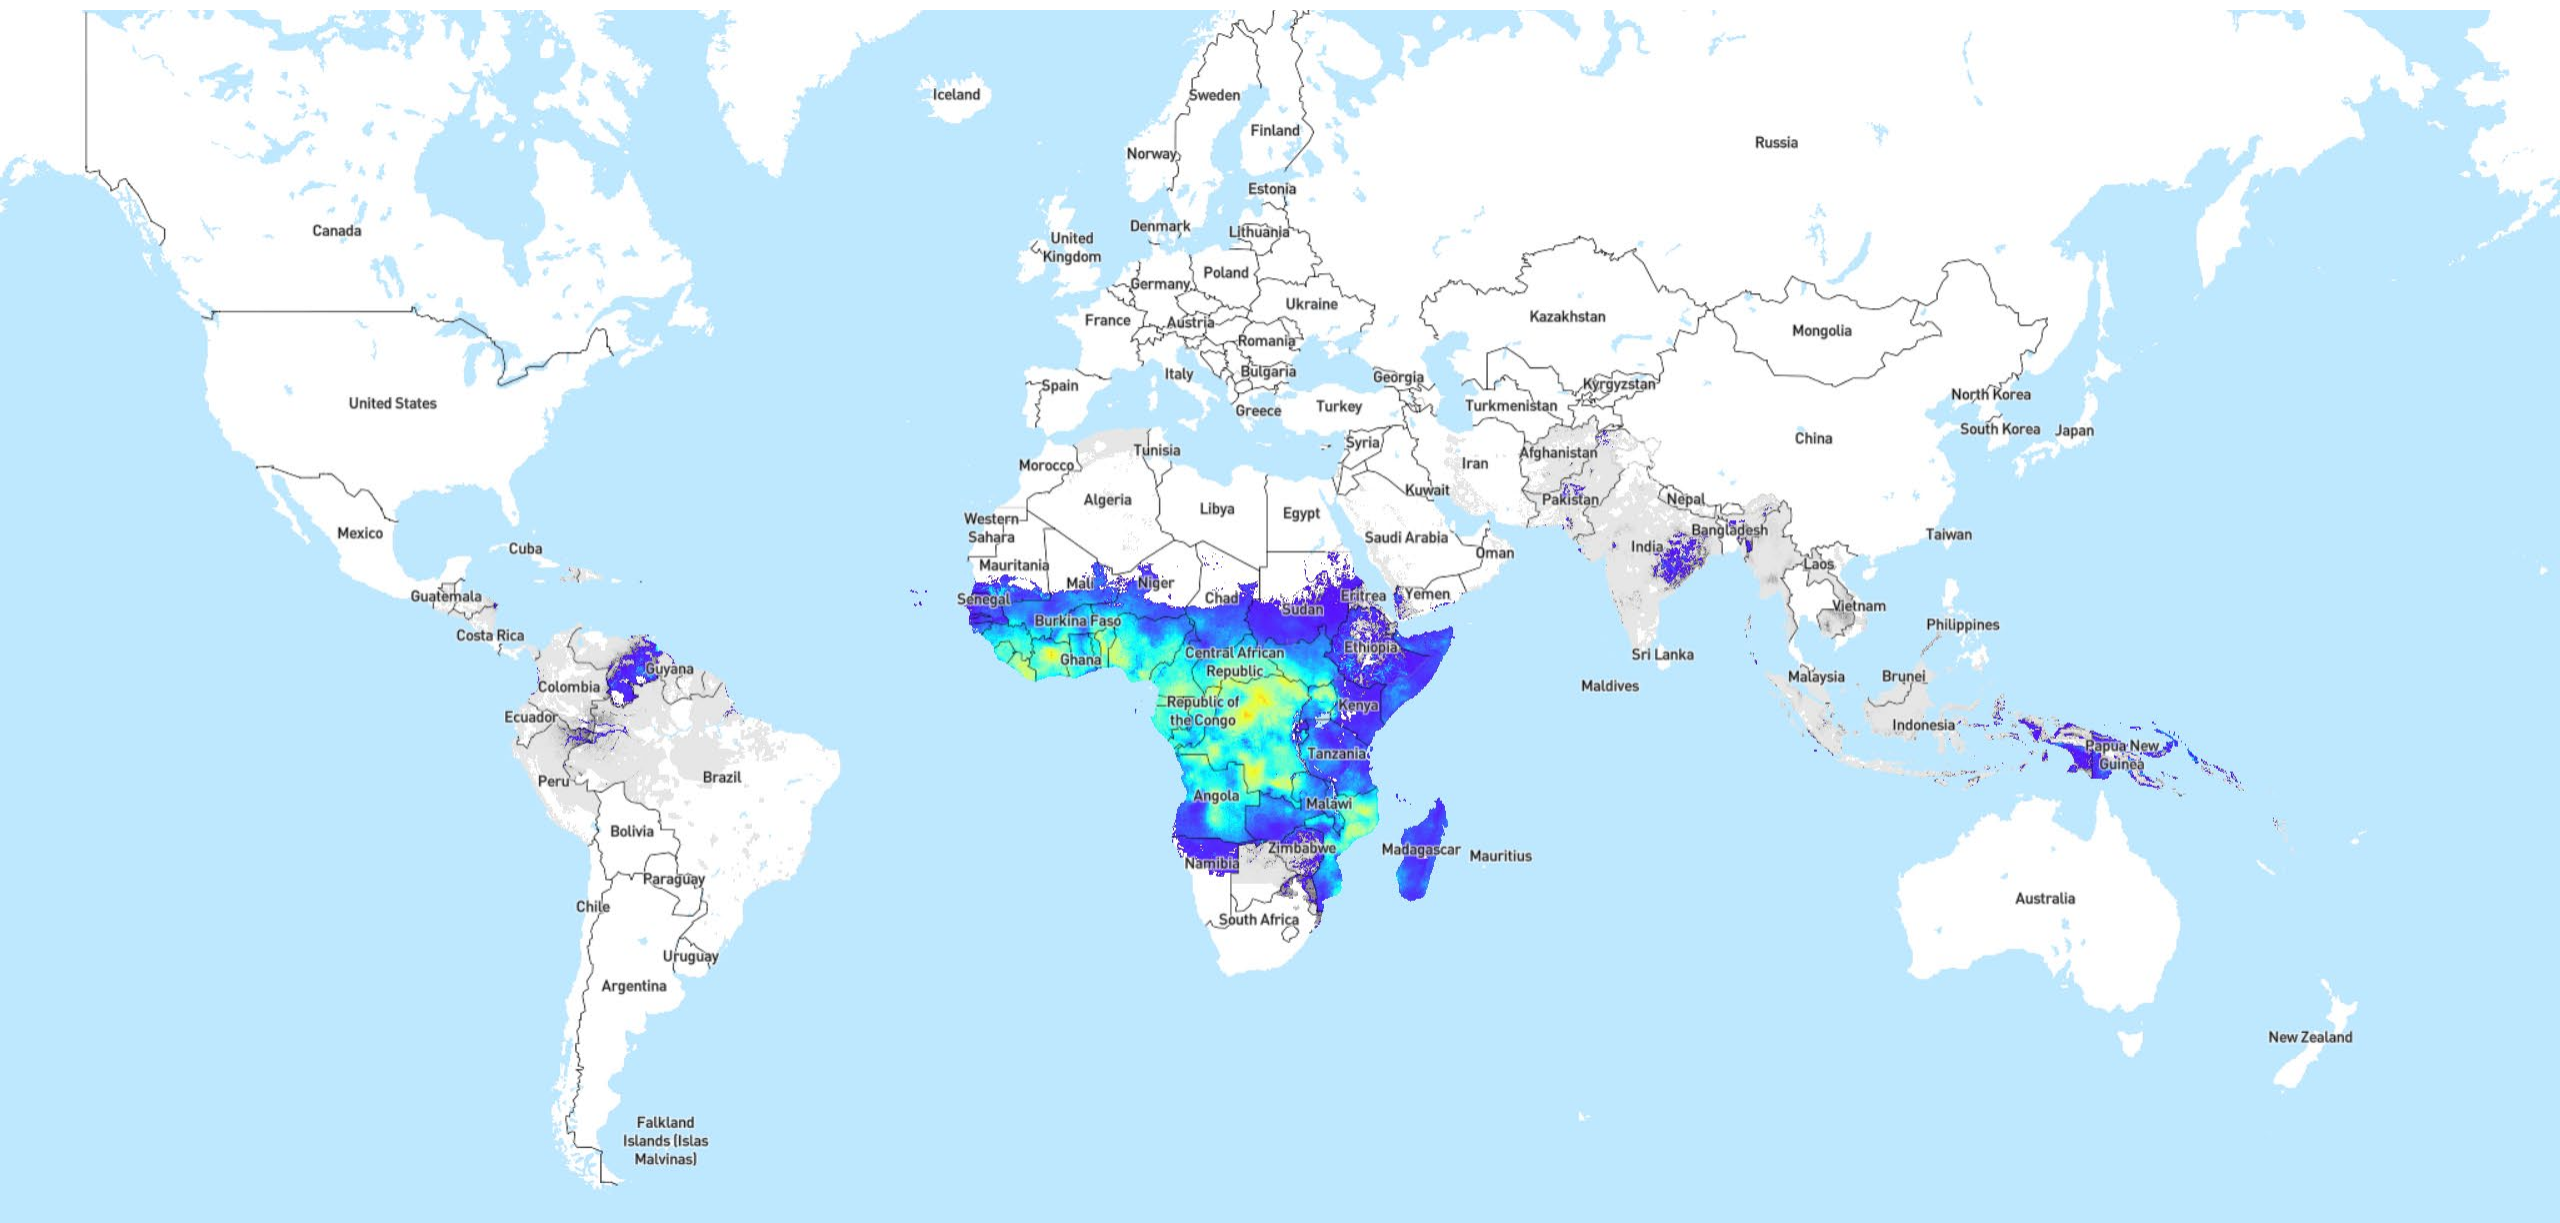 Iceland
Sweden
Finland
Norway
Russia
Estonia
Denmark
Lithuania
Canada
United
Kingdom
Poland
Germany
Ukraine
France
Austria
Kazakhstan
Mongolia
Romania
Italy
Bulgaria
Georgia
Kyrgyzstan
Spain
North Korea
United States
Greece
Turkey
Turkmenistan
South Korea
Japan
China
Syria
Tunisia
Afghanistan
Morocco
Iran
Kuwait
Algeria
Pakistan
Nepal
Libya
Egypt
Western
Sahara
Mexico
Bangladesh
Taiwan
Saudi Arabia
Cuba
India
Oman
Mauritania
Laos
Mali
Niger
Guatemala
Senegal
Chad
Eritrea
Yemen
Sudan
Vietnam
Burkina Faso
Philippines
Costa Rica
Ethiopia
Central African
Republic
Sri Lanka
Ghana
Guyana
Malaysia
Brunei
Colombia
Maldives
Republic of
the Congo
Kenya
Ecuador
Indonesia
Papua New
Guinea
Tanzania
Peru
Brazil
Angola
Malawi
Bolivia
Zimbabwe
Madagascar
Mauritius
Namibia
Paraguay
Australia
Chile
South Africa
Uruguay
Argentina
New Zealand
Falkland
Islands (Islas
Malvinas)